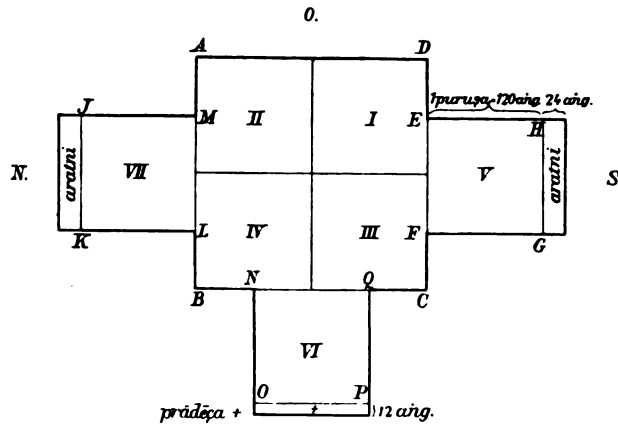 O.
A D
1 puruṣa = 120 aṅg. 24 aṅg.
J M II I E H
aratni VII V aratni
N. S
K L IV III F G
N Q
B C
VI
O P
prādēça + + } 12 aṅg.